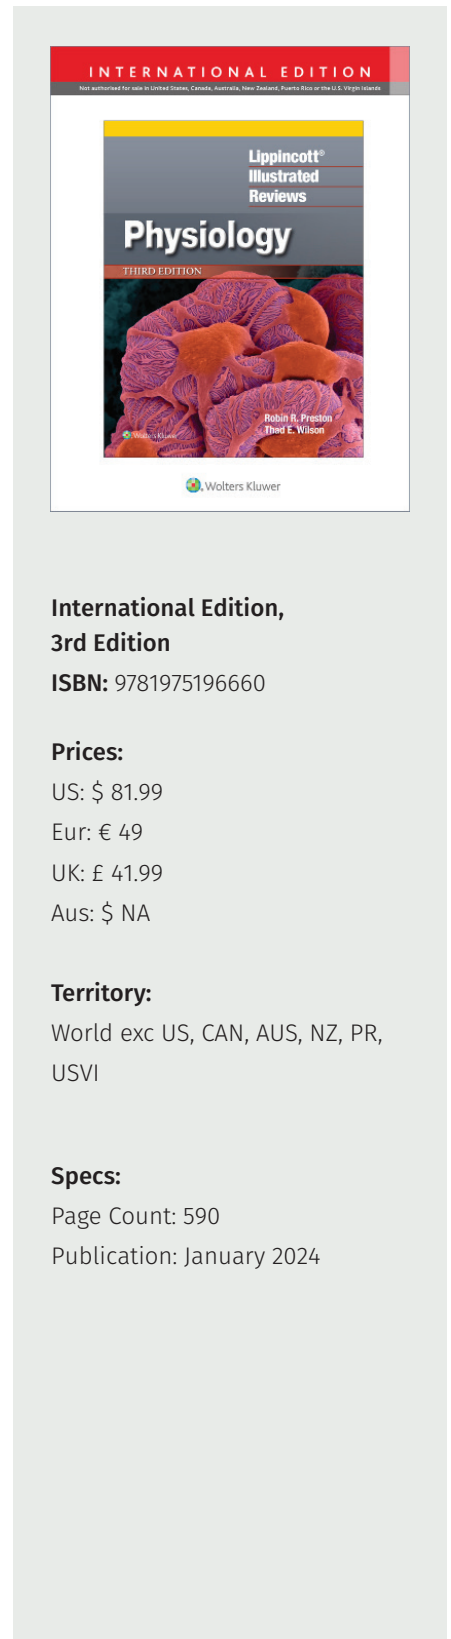 INTERNATIONAL EDITION
Not authorised for sale in United States, Canada, Australia, New Zealand, Puerto Rico or the U.S. Virgin Islands
Lippincott®
Illustrated
Reviews
Physiology
THIRD EDITION
Robin R. Preston
Thad E. Wilson
Wolters Kluwer
Wolters Kluwer
International Edition,
3rd Edition
ISBN: 9781975196660
Prices:
US: $ 81.99
Eur: € 49
UK: £ 41.99
Aus: $ NA
Territory:
World exc US, CAN, AUS, NZ, PR,
USVI
Specs:
Page Count: 590
Publication: January 2024